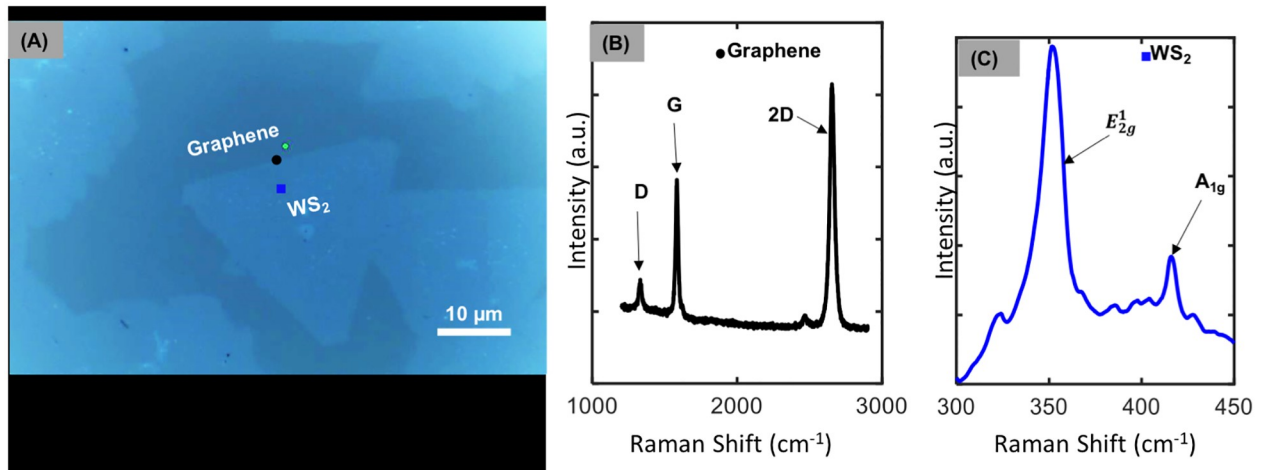 (A)
Graphene
WS₂
10 μm
(B)
Graphene
D
G
2D
Intensity (a.u.)
1000 2000 3000
Raman Shift (cm⁻¹)
(C)
WS₂
E¹₂g
A₁g
Intensity (a.u.)
300 350 400 450
Raman Shift (cm⁻¹)